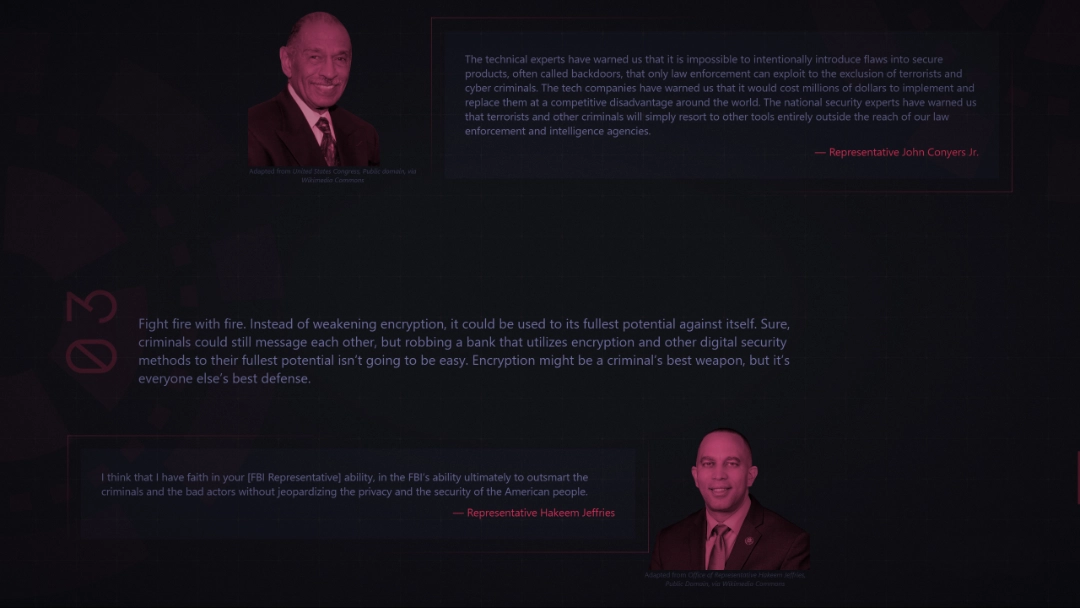 The technical experts have warned us that it is impossible to intentionally introduce flaws into secure
products, often called backdoors, that only law enforcement can exploit to the exclusion of terrorists and
cyber criminals. The tech companies have warned us that it would cost millions of dollars to implement and
replace them at a competitive disadvantage around the world. The national security experts have warned us
that terrorists and other criminals will simply resort to other tools entirely outside the reach of our law
enforcement and intelligence agencies.
— Representative John Conyers Jr.
Adapted from United States Congress, Public domain, via
Wikimedia Commons
03
Fight fire with fire. Instead of weakening encryption, it could be used to its fullest potential against itself. Sure,
criminals could still message each other, but robbing a bank that utilizes encryption and other digital security
methods to their fullest potential isn't going to be easy. Encryption might be a criminal's best weapon, but it's
everyone else's best defense.
I think that I have faith in your [FBI Representative] ability, in the FBI's ability ultimately to outsmart the
criminals and the bad actors without jeopardizing the privacy and the security of the American people.
— Representative Hakeem Jeffries
Adapted from Office of Representative Hakeem Jeffries,
Public Domain, via Wikimedia Commons